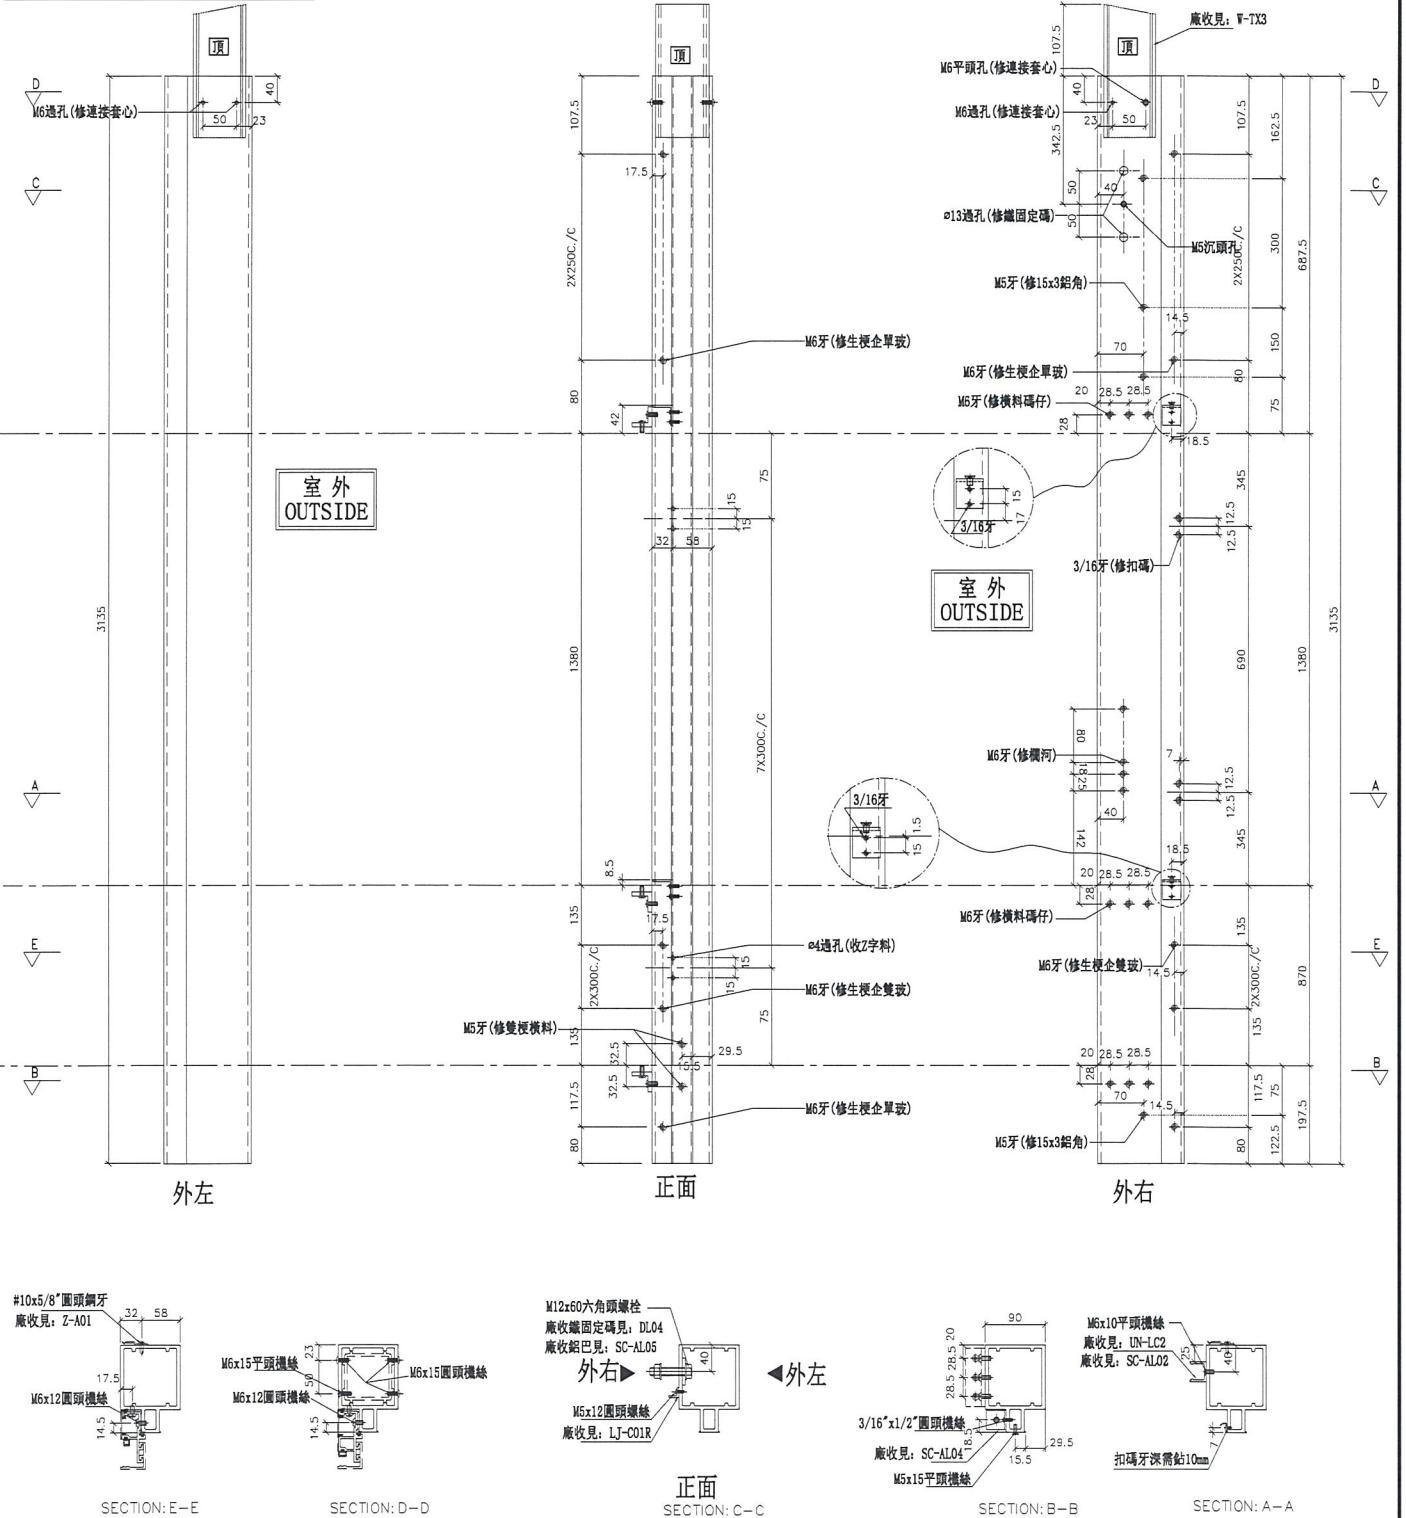 頂
M6過孔(修連接套心)
50
23
40
D
C
A
E
B
3135
室外
OUTSIDE
外左
頂
107.5
17.5
2X250C./C
M6牙(修生梗企單玻)
80
42
75
15
15
32
58
1380
7X300C./C
8.5
17.5
135
ø4過孔(收Z字料)
15
15
2X300C./C
M6牙(修生梗企雙玻)
M5牙(修雙梗橫料)
75
135
32.5
29.5
15.5
32.5
117.5
M6牙(修生梗企單玻)
80
正面
廠收見: W-TX3
頂
107.5
M6平頭孔(修連接套心)
40
M6過孔(修連接套心)
23
50
342.5
107.5
162.5
50
40
ø13過孔(修鐵固定碼)
50
M5沉頭孔
2X250C./C
300
687.5
M5牙(修15x3鋁角)
14.5
70
150
M6牙(修生梗企單玻)
80
20
28.5
28.5
M6牙(修橫料碼仔)
28
75
18.5
15
17
3/16牙
345
12.5
12.5
3/16牙(修扣碼)
室外
OUTSIDE
690
1380
3135
80
M6牙(修欄河)
7
18
25
12.5
12.5
40
142
345
3/16牙
1.5
15
18.5
20
28.5
28.5
28
M6牙(修橫料碼仔)
135
M6牙(修生梗企雙玻)
14.5
2X300C./C
870
135
20
28.5
28.5
28
70
14.5
117.5
75
197.5
M5牙(修15x3鋁角)
80
122.5
外右
D
C
A
E
B
#10x5/8"圓頭鋼牙
廠收見: Z-A01
32
58
17.5
M6x12圓頭機絲
14.5
SECTION:E-E
23
50
M6x15平頭機絲
M6x15圓頭機絲
M6x12圓頭機絲
14.5
SECTION:D-D
M12x60六角頭螺栓
廠收鐵固定碼見: DL04
廠收鋁巴見: SC-AL05
40
外右
外左
M5x12圓頭螺絲
廠收見: LJ-C01R
正面
SECTION:C-C
90
20
28.5
28.5
3/16"x1/2"圓頭機絲
18.5
廠收見: SC-AL04
29.5
15.5
M5x15平頭機絲
SECTION:B-B
M6x10平頭機絲
廠收見: UN-LC2
廠收見: SC-AL02
25
40
7
扣碼牙深需鉆10mm
SECTION:A-A